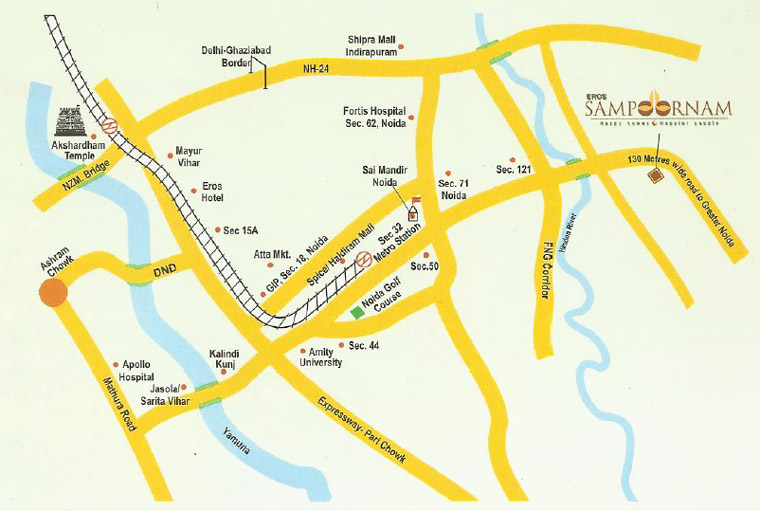 Shipra Mall
Indirapuram
Delhi-Ghaziabad
Border
NH-24
EROS
SAMPOORNAM
Fortis Hospital
Sec. 62, Noida
130 Metres wide road to Greater Noida
Akshardham
Temple
Mayur
Vihar
Sai Mandir
Noida
Sec. 71
Noida
Sec. 121
NZM. Bridge
Eros
Hotel
Sec 15A
Sec 32
Metro Station
Hindon River
Atta Mkt.
GIP, Sec. 18, Noida
Spice/ Haldiram Mall
Ashram
Chowk
DND
Sec.50
FNG Corridor
Noida Golf
Course
Kalindi
Kunj
Amity
University
Sec. 44
Apollo
Hospital
Jasola/
Sarita Vihar
Mathura Road
Yamuna
Expressway- Pari Chowk